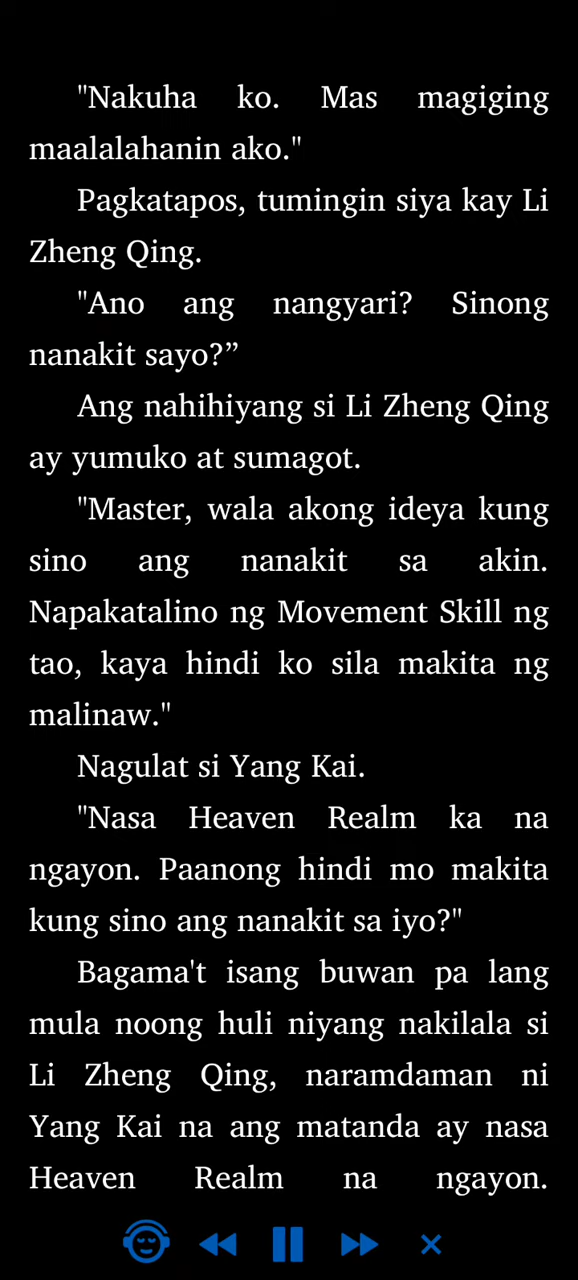 "Nakuha ko. Mas magiging
maalalahanin ako."
Pagkatapos, tumingin siya kay Li
Zheng Qing.
"Ano ang nangyari? Sinong
nanakit sayo?”
Ang nahihiyang si Li Zheng Qing
ay yumuko at sumagot.
"Master, wala akong ideya kung
sino ang nanakit sa akin.
Napakatalino ng Movement Skill ng
tao, kaya hindi ko sila makita ng
malinaw."
Nagulat si Yang Kai.
"Nasa Heaven Realm ka na
ngayon. Paanong hindi mo makita
kung sino ang nanakit sa iyo?"
Bagama't isang buwan pa lang
mula noong huli niyang nakilala si
Li Zheng Qing, naramdaman ni
Yang Kai na ang matanda ay nasa
Heaven Realm na ngayon.